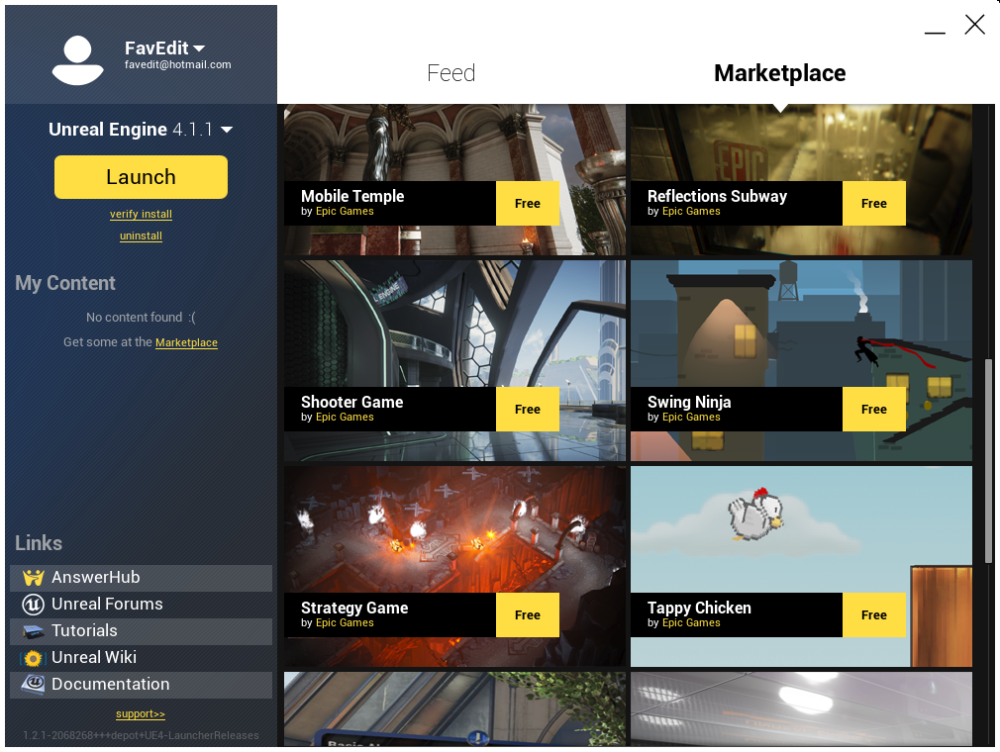 FavEdit
favedit@hotmail.com
Feed
Marketplace
Unreal Engine 4.1.1
Launch
verify install
uninstall
My Content
No content found :(
Get some at the Marketplace
Links
AnswerHub
Unreal Forums
Tutorials
Unreal Wiki
Documentation
support>>
1.2.1-2068268+++depot+UE4-LauncherReleases
EPIC
Mobile Temple
by Epic Games
Free
Reflections Subway
by Epic Games
Free
Shooter Game
by Epic Games
Free
Swing Ninja
by Epic Games
Free
Strategy Game
by Epic Games
Free
Tappy Chicken
by Epic Games
Free